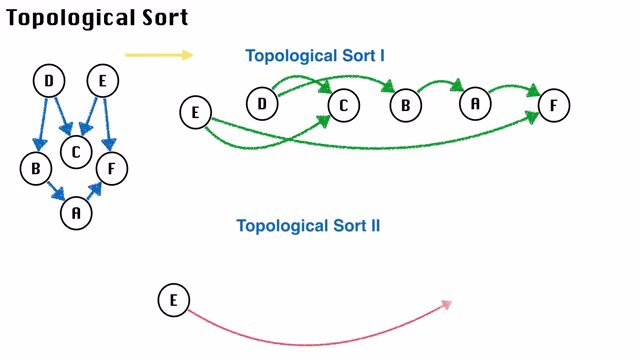 Topological Sort
Topological Sort I
D E
E D C B A F
C
B F
A
Topological Sort II
E